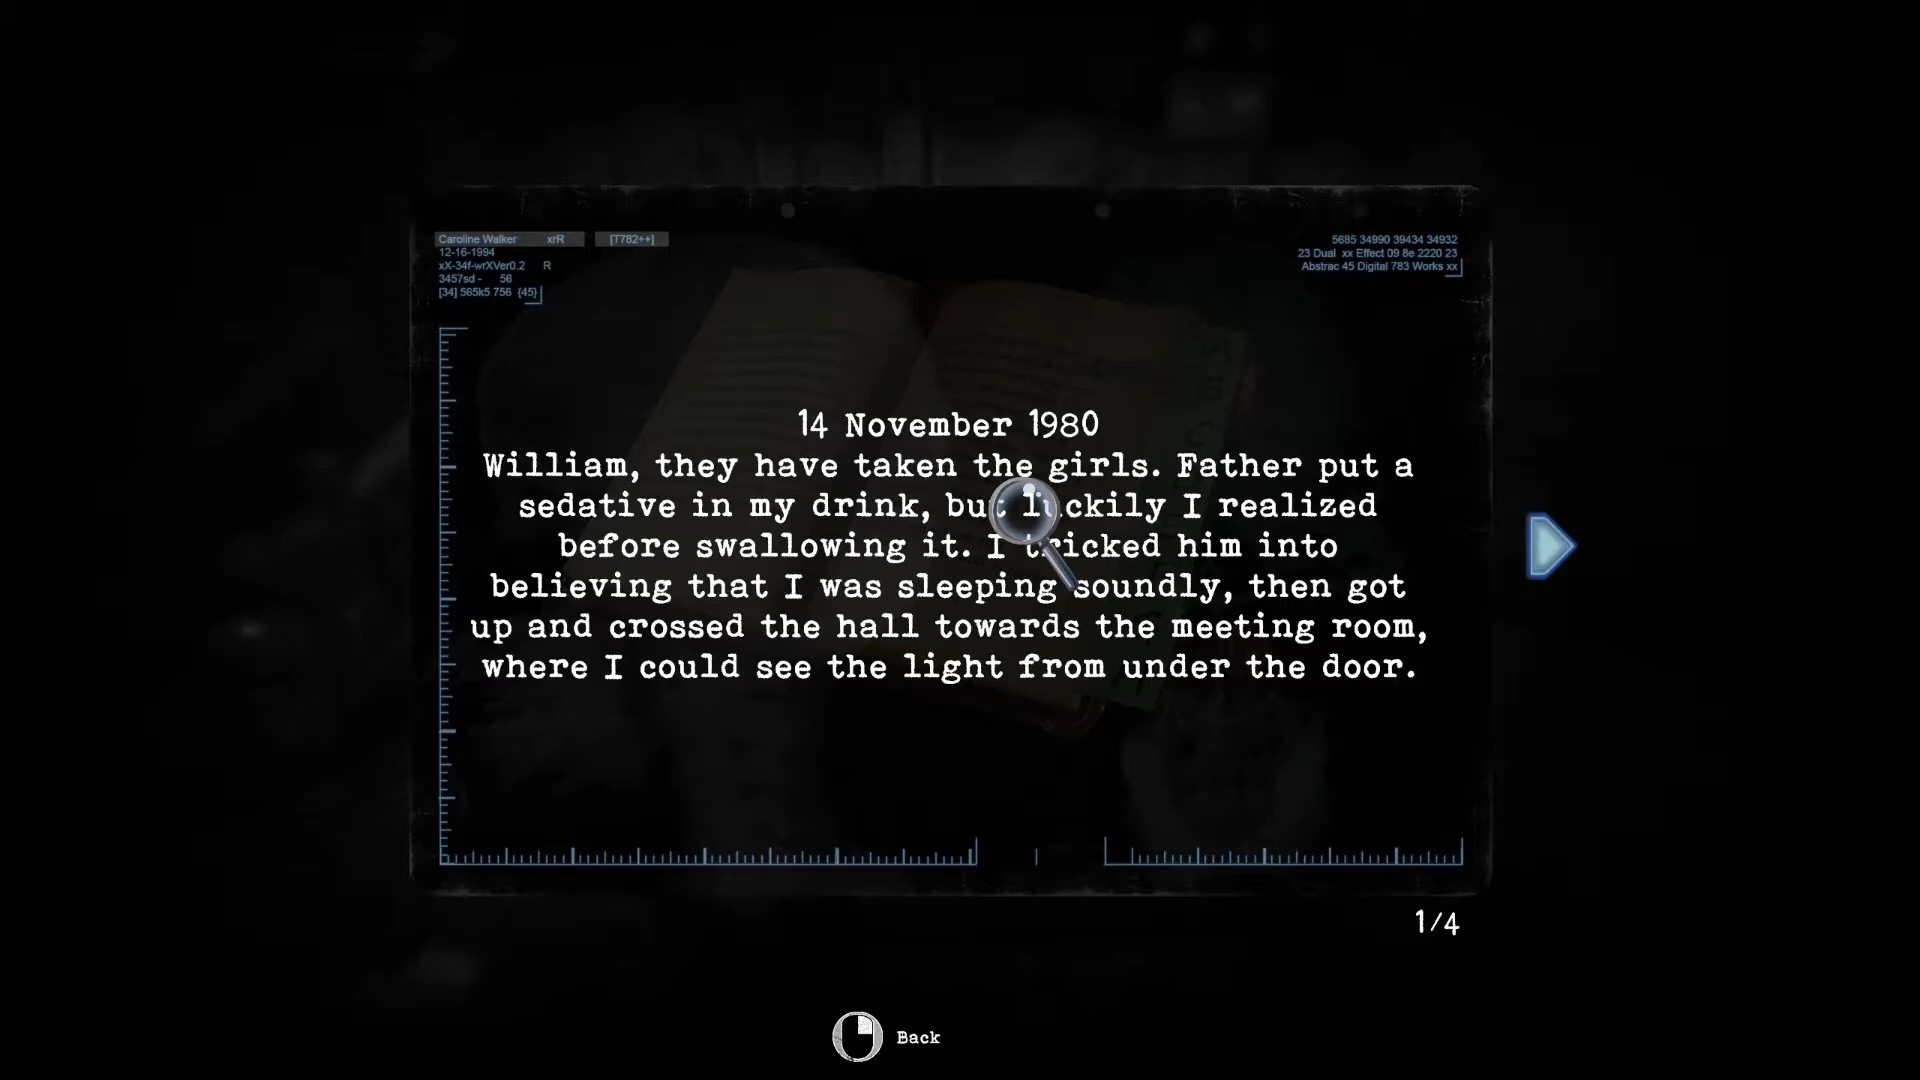 Caroline Walker xrR [T782++]
12-16-1994
xX-34f-wrXVer0.2 R
3457sd - 56
[34] 565k5 756 {45}
5685 34990 39434 34932
23 Dual xx Effect 09 8e 2220 23
Abstrac 45 Digital 783 Works xx
14 November 1980
William, they have taken the girls. Father put a
sedative in my drink, but luckily I realized
before swallowing it. I tricked him into
believing that I was sleeping soundly, then got
up and crossed the hall towards the meeting room,
where I could see the light from under the door.
1/4
Back